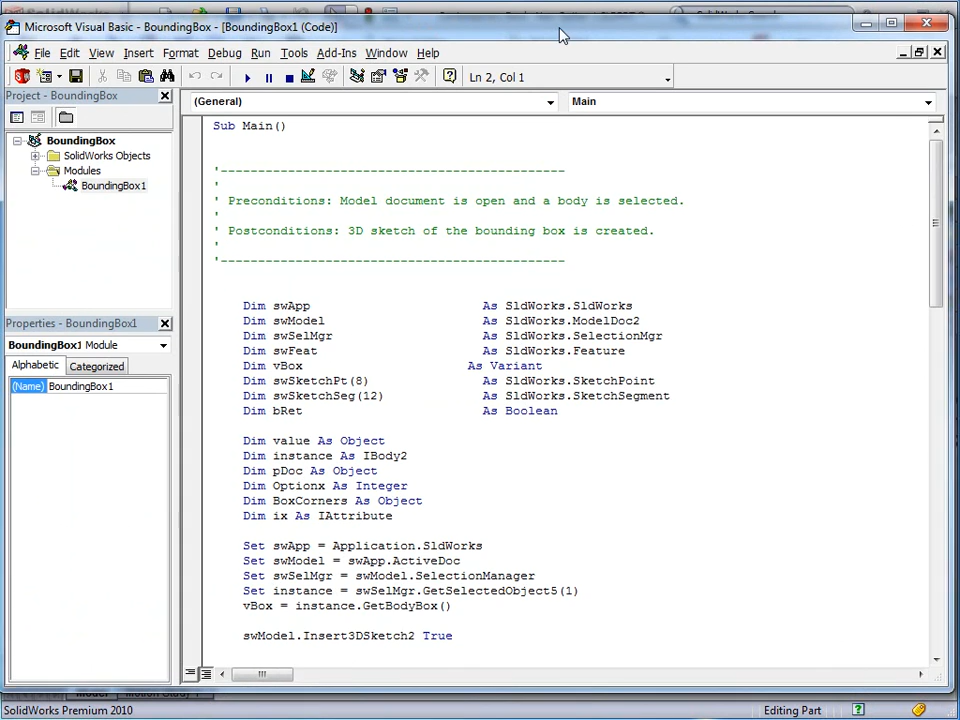 Microsoft Visual Basic - BoundingBox - [BoundingBox1 (Code)]
File Edit View Insert Format Debug Run Tools Add-Ins Window Help
Ln 2, Col 1
Project - BoundingBox
(General)
Main
BoundingBox
SolidWorks Objects
Modules
BoundingBox1
Properties - BoundingBox1
BoundingBox1 Module
Alphabetic Categorized
(Name) BoundingBox1
Sub Main()
'----------------------------------------------
'
' Preconditions: Model document is open and a body is selected.
'
' Postconditions: 3D sketch of the bounding box is created.
'
'----------------------------------------------
Dim swApp As SldWorks.SldWorks
Dim swModel As SldWorks.ModelDoc2
Dim swSelMgr As SldWorks.SelectionMgr
Dim swFeat As SldWorks.Feature
Dim vBox As Variant
Dim swSketchPt(8) As SldWorks.SketchPoint
Dim swSketchSeg(12) As SldWorks.SketchSegment
Dim bRet As Boolean
Dim value As Object
Dim instance As IBody2
Dim pDoc As Object
Dim Optionx As Integer
Dim BoxCorners As Object
Dim ix As IAttribute
Set swApp = Application.SldWorks
Set swModel = swApp.ActiveDoc
Set swSelMgr = swModel.SelectionManager
Set instance = swSelMgr.GetSelectedObject5(1)
vBox = instance.GetBodyBox()
swModel.Insert3DSketch2 True
SolidWorks Premium 2010
Editing Part